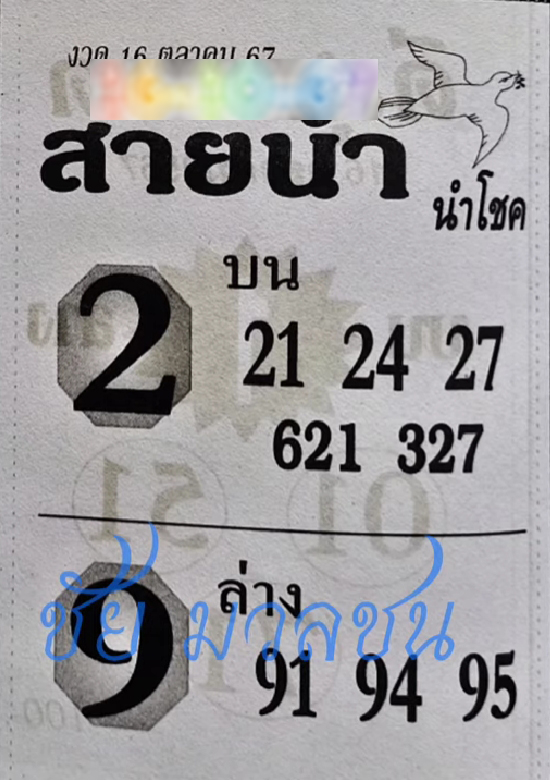 งวด 16 ตุลาคม 67
สายน้ำ
นำโชค
2
บน
21 24 27
621 327
9
ล่าง
91 94 95
ชัย มวลชน